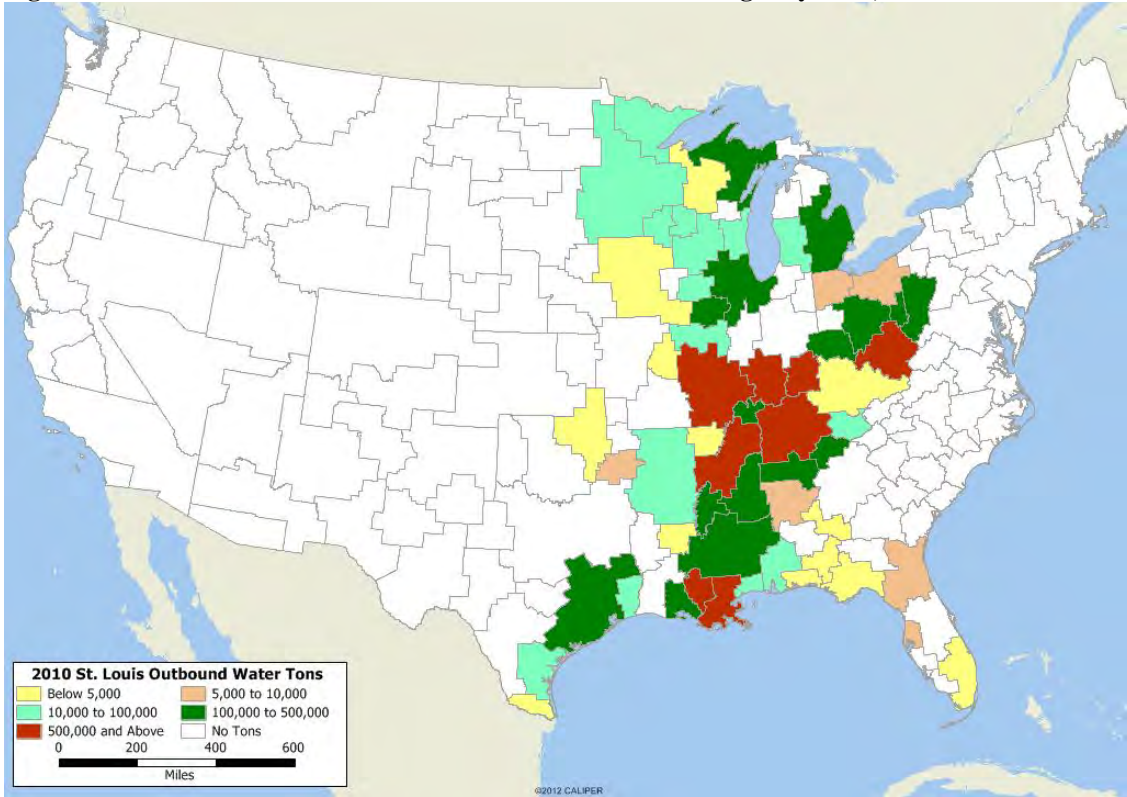 2010 St. Louis Outbound Water Tons
Below 5,000 5,000 to 10,000
10,000 to 100,000 100,000 to 500,000
500,000 and Above No Tons
0 200 400 600
Miles
©2012 CALIPER